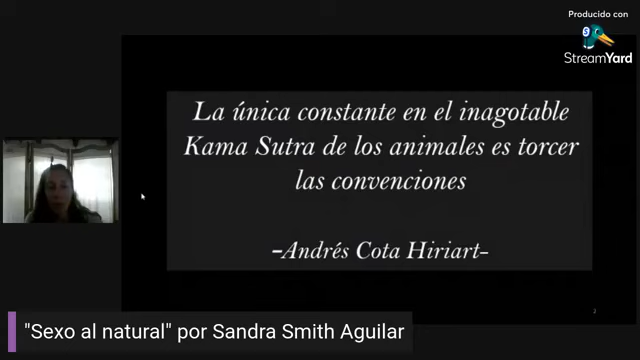 Producido con
StreamYard
La única constante en el inagotable
Kama Sutra de los animales es torcer
las convenciones
–Andrés Cota Hiriart–
2
"Sexo al natural" por Sandra Smith Aguilar